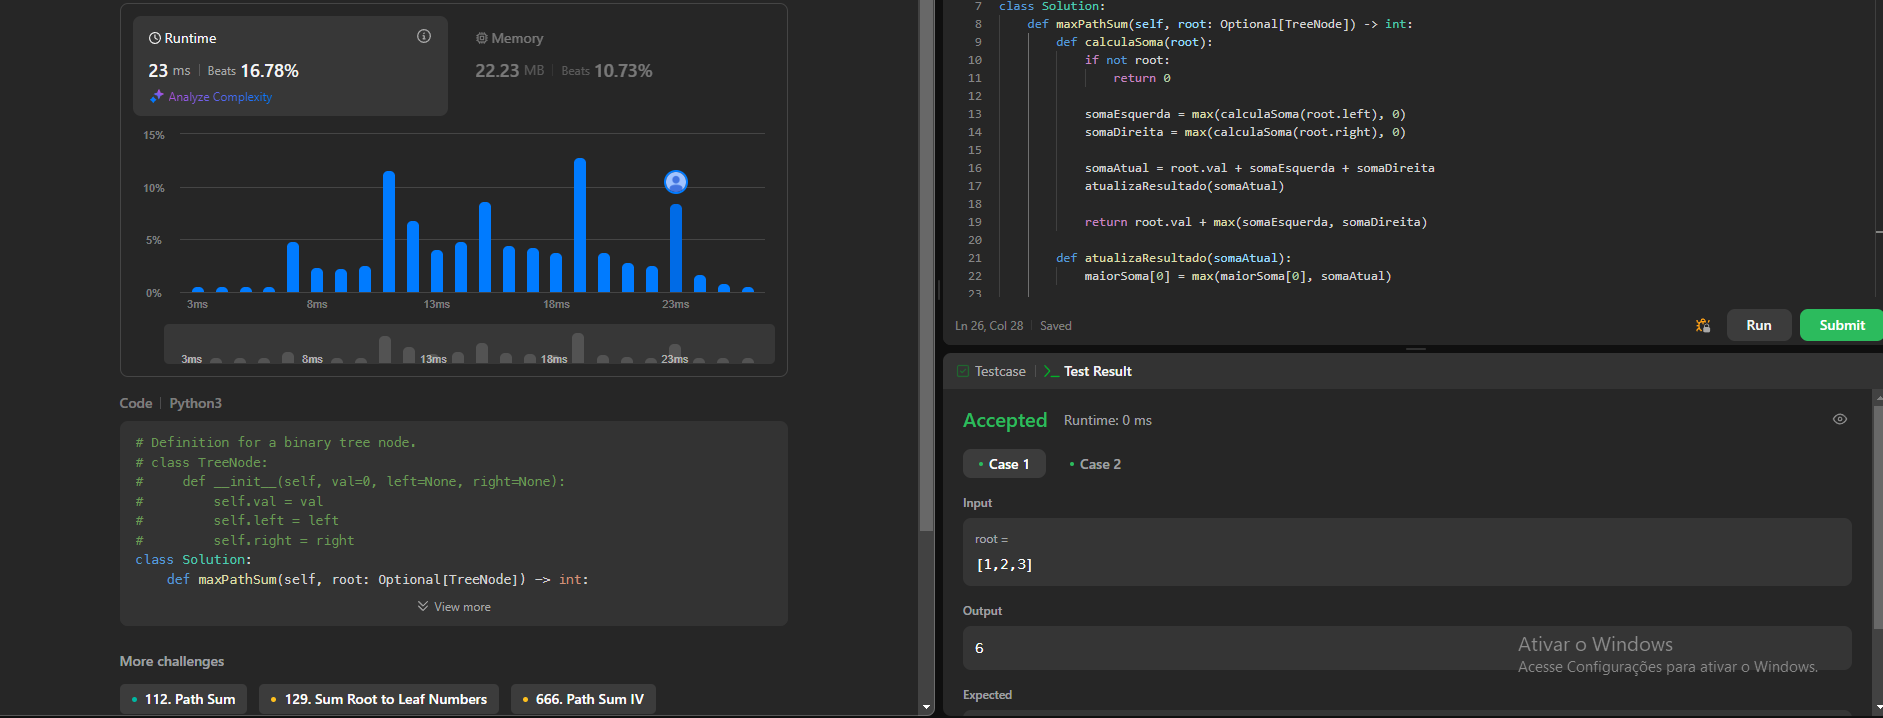 Runtime
23 ms | Beats 16.78%
Analyze Complexity
Memory
22.23 MB | Beats 10.73%
15%
10%
5%
0%
3ms 8ms 13ms 18ms 23ms
3ms 8ms 13ms 18ms 23ms
Code | Python3
# Definition for a binary tree node.
# class TreeNode:
#     def __init__(self, val=0, left=None, right=None):
#         self.val = val
#         self.left = left
#         self.right = right
class Solution:
    def maxPathSum(self, root: Optional[TreeNode]) -> int:
View more
More challenges
112. Path Sum
129. Sum Root to Leaf Numbers
666. Path Sum IV
7 class Solution:
8     def maxPathSum(self, root: Optional[TreeNode]) -> int:
9         def calculaSoma(root):
10             if not root:
11                 return 0
12
13             somaEsquerda = max(calculaSoma(root.left), 0)
14             somaDireita = max(calculaSoma(root.right), 0)
15
16             somaAtual = root.val + somaEsquerda + somaDireita
17             atualizaResultado(somaAtual)
18
19             return root.val + max(somaEsquerda, somaDireita)
20
21         def atualizaResultado(somaAtual):
22             maiorSoma[0] = max(maiorSoma[0], somaAtual)
23
Ln 26, Col 28 | Saved
Run
Submit
Testcase | >_ Test Result
Accepted Runtime: 0 ms
Case 1
Case 2
Input
root =
[1,2,3]
Output
6
Expected
Ativar o Windows
Acesse Configurações para ativar o Windows.